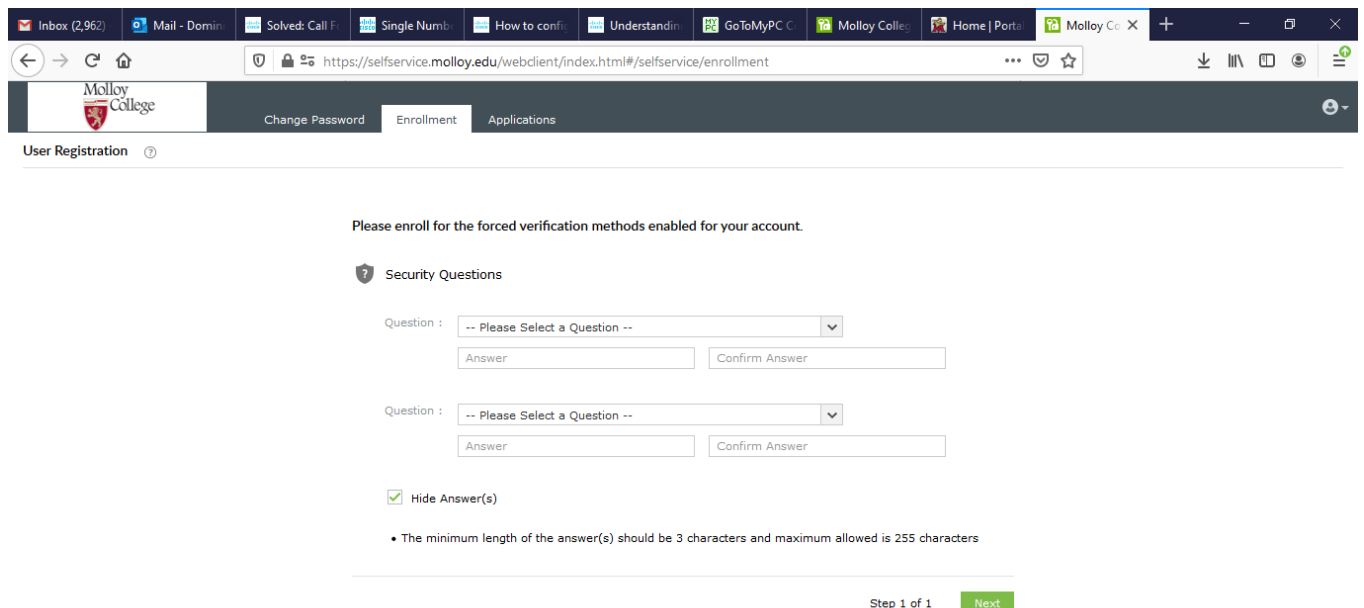 Inbox (2,962) Mail - Domin Solved: Call F Single Numb How to config Understandin GoToMyPC C Molloy Colleg Home | Porta Molloy Co
https://selfservice.molloy.edu/webclient/index.html#/selfservice/enrollment
Molloy
College
Change Password Enrollment Applications
User Registration ?
Please enroll for the forced verification methods enabled for your account.
? Security Questions
Question : -- Please Select a Question --
Answer Confirm Answer
Question : -- Please Select a Question --
Answer Confirm Answer
Hide Answer(s)
• The minimum length of the answer(s) should be 3 characters and maximum allowed is 255 characters
Step 1 of 1 Next